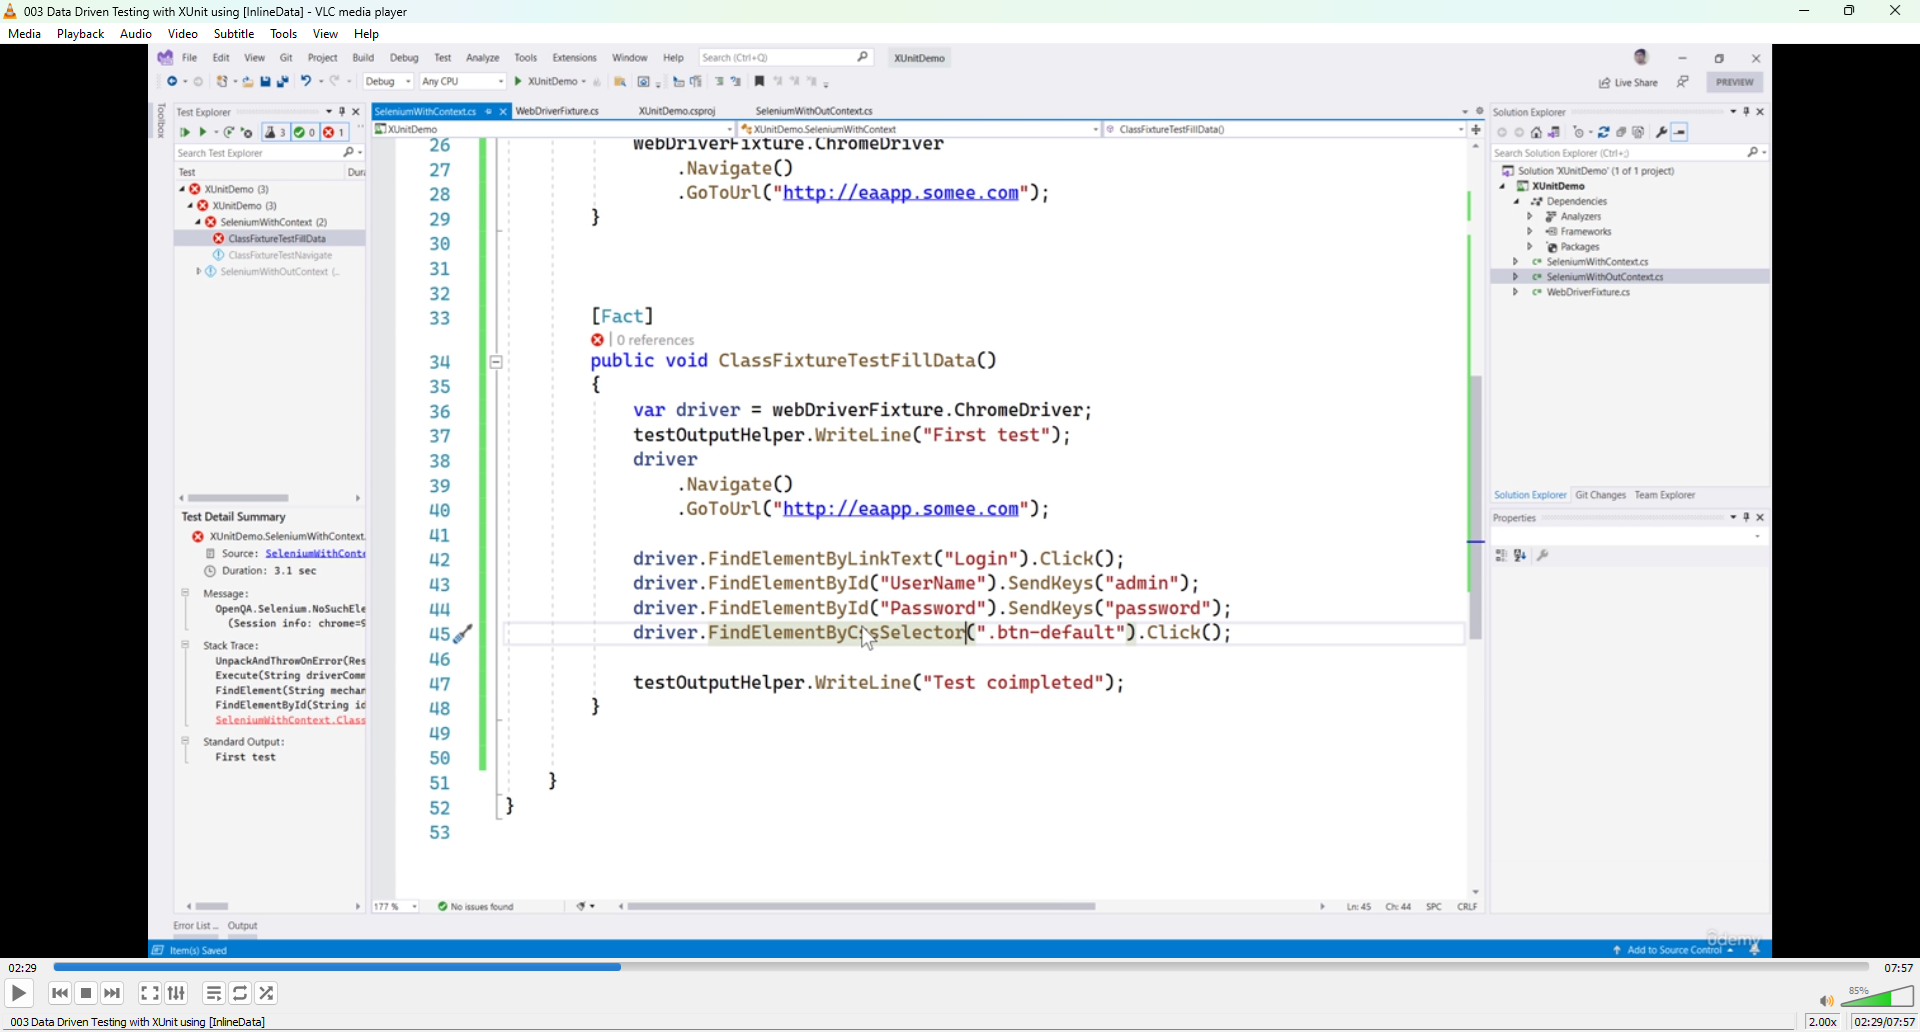 003 Data Driven Testing with XUnit using [InlineData] - VLC media player
Media Playback Audio Video Subtitle Tools View Help
File Edit View Git Project Build Debug Test Analyze Tools Extensions Window Help Search (Ctrl+Q) XUnitDemo
Debug Any CPU XUnitDemo Live Share PREVIEW
Toolbox
Test Explorer
3 0 1
Search Test Explorer
Test Dura
XUnitDemo (3)
XUnitDemo (3)
SeleniumWithContext (2)
ClassFixtureTestFillData
ClassFixtureTestNavigate
SeleniumWithOutContext (..
Test Detail Summary
XUnitDemo.SeleniumWithContext.
Source: SeleniumWithConte
Duration: 3.1 sec
Message:
OpenQA.Selenium.NoSuchEle
(Session info: chrome=9
Stack Trace:
UnpackAndThrowOnError(Res
Execute(String driverComm
FindElement(String mechan
FindElementById(String id
SeleniumWithContext.Class
Standard Output:
First test
SeleniumWithContext.cs WebDriverFixture.cs XUnitDemo.csproj SeleniumWithOutContext.cs
XUnitDemo XUnitDemo.SeleniumWithContext ClassFixtureTestFillData()
26 webDriverFixture.ChromeDriver
27 .Navigate()
28 .GoToUrl("http://eaapp.somee.com");
29 }
30
31
32
33 [Fact]
0 references
34 public void ClassFixtureTestFillData()
35 {
36 var driver = webDriverFixture.ChromeDriver;
37 testOutputHelper.WriteLine("First test");
38 driver
39 .Navigate()
40 .GoToUrl("http://eaapp.somee.com");
41
42 driver.FindElementByLinkText("Login").Click();
43 driver.FindElementById("UserName").SendKeys("admin");
44 driver.FindElementById("Password").SendKeys("password");
45 driver.FindElementByCssSelector(".btn-default").Click();
46
47 testOutputHelper.WriteLine("Test coimpleted");
48 }
49
50
51 }
52 }
53
177 % No issues found Ln: 45 Ch: 44 SPC CRLF
Solution Explorer
Search Solution Explorer (Ctrl+;)
Solution 'XUnitDemo' (1 of 1 project)
XUnitDemo
Dependencies
Analyzers
Frameworks
Packages
SeleniumWithContext.cs
SeleniumWithOutContext.cs
WebDriverFixture.cs
Solution Explorer Git Changes Team Explorer
Properties
Error List ... Output
Item(s) Saved Add to Source Control
udemy
02:29 07:57
85%
003 Data Driven Testing with XUnit using [InlineData] 2.00x 02:29/07:57